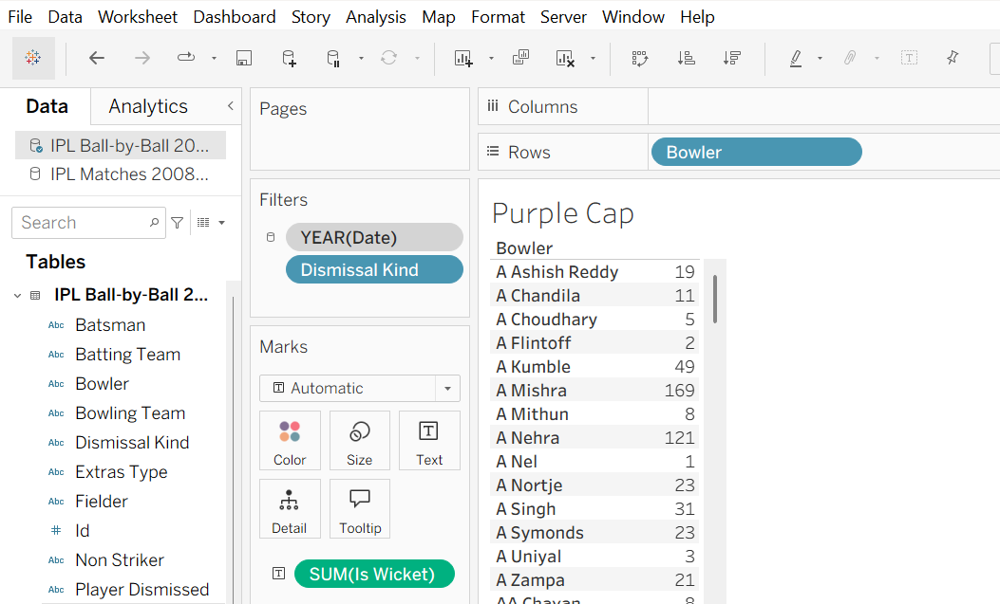 File Data Worksheet Dashboard Story Analysis Map Format Server Window Help
Data Analytics
IPL Ball-by-Ball 20...
IPL Matches 2008...
Search
Tables
IPL Ball-by-Ball 2...
Abc Batsman
Abc Batting Team
Abc Bowler
Abc Bowling Team
Abc Dismissal Kind
Abc Extras Type
Abc Fielder
# Id
Abc Non Striker
Abc Player Dismissed
Pages
Filters
YEAR(Date)
Dismissal Kind
Marks
T Automatic
Color Size Text
Detail Tooltip
T SUM(Is Wicket)
Columns
Rows Bowler
Purple Cap
Bowler
A Ashish Reddy 19
A Chandila 11
A Choudhary 5
A Flintoff 2
A Kumble 49
A Mishra 169
A Mithun 8
A Nehra 121
A Nel 1
A Nortje 23
A Singh 31
A Symonds 23
A Uniyal 3
A Zampa 21
AA Chavan 8